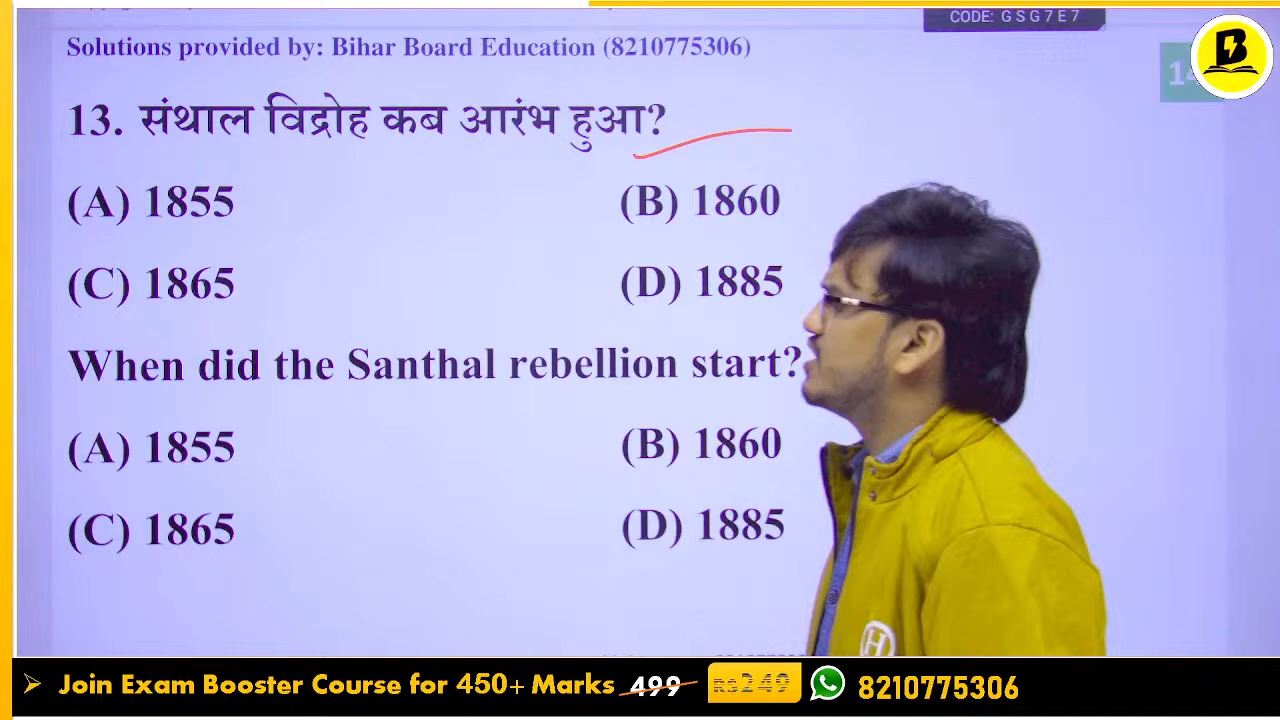 CODE: G S G 7 E 7
Solutions provided by: Bihar Board Education (8210775306)
13. संथाल विद्रोह कब आरंभ हुआ?
(A) 1855 (B) 1860
(C) 1865 (D) 1885
When did the Santhal rebellion start?
(A) 1855 (B) 1860
(C) 1865 (D) 1885
Join Exam Booster Course for 450+ Marks 499 Rs249 8210775306
B
H